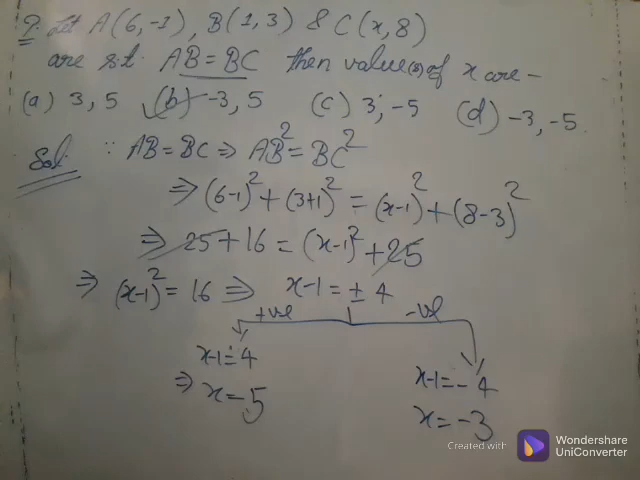 Q. Let A(6,-1), B(1,3) & C(x,8)
are s.t. AB=BC then value(s) of x are -
(a) 3, 5 (b) -3, 5 (c) 3, -5 (d) -3, -5.
Sol: ∵ AB=BC ⇒ AB² = BC²
⇒ (6-1)² + (3+1)² = (x-1)² + (8-3)²
⇒ 25+16 = (x-1)² + 25
⇒ (x-1)² = 16 ⇒ x-1 = ± 4
+ve -ve
x-1=4 x-1=-4
⇒ x=5 x=-3
Created with Wondershare UniConverter